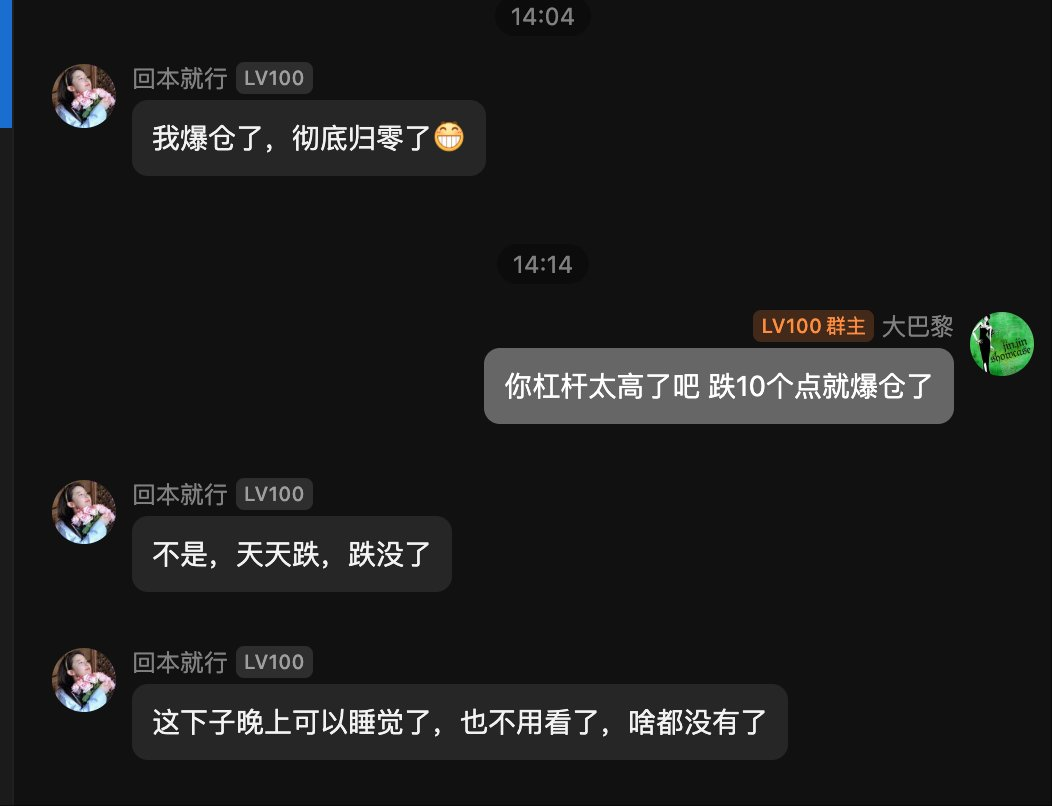 14:04
回本就行 LV100
我爆仓了，彻底归零了😁
14:14
LV100 群主 大巴黎
jin.jin
showcase
你杠杆太高了吧 跌10个点就爆仓了
回本就行 LV100
不是，天天跌，跌没了
回本就行 LV100
这下子晚上可以睡觉了，也不用看了，啥都没有了